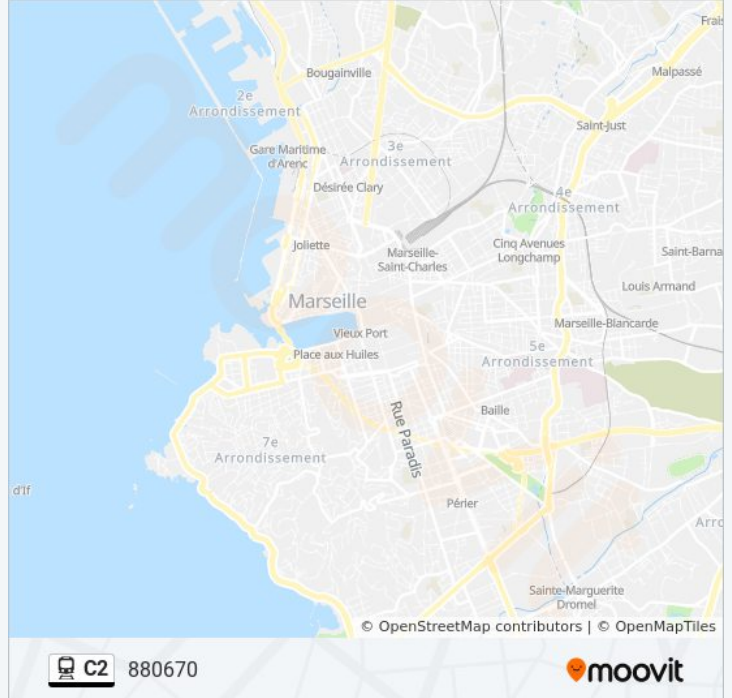 Frais
Bougainville
Malpassé
2e
Arrondissement
Saint-Just
Gare Maritime
d'Arenc
3e
Arrondissement
Désirée Clary
4e
Arrondissement
Joliette
Marseille-
Saint-Charles
Cinq Avenues
Longchamp
Saint-Barna
Louis Armand
Marseille
Marseille-Blancarde
Vieux Port
Place aux Huiles
5e
Arrondissement
Rue Paradis
Baille
7e
Arrondissement
d'If
Périer
Arro
Sainte-Marguerite
Dromel
© OpenStreetMap contributors | © OpenMapTiles
C2 880670
moovit